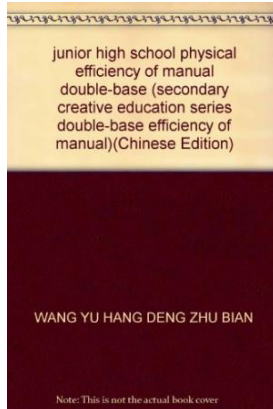 junior high school physical
efficiency of manual
double-base (secondary
creative education series
double-base efficiency of
manual)(Chinese Edition)
WANG YU HANG DENG ZHU BIAN
Note: This is not the actual book cover